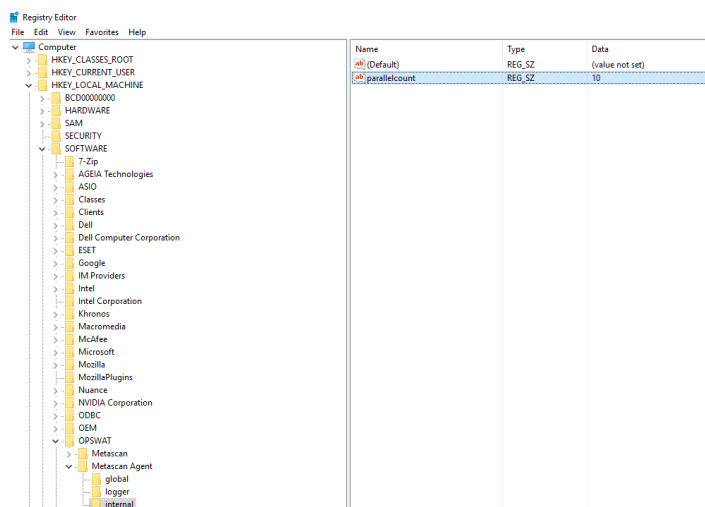 Registry Editor
File Edit View Favorites Help
Computer
HKEY_CLASSES_ROOT
HKEY_CURRENT_USER
HKEY_LOCAL_MACHINE
BCD00000000
HARDWARE
SAM
SECURITY
SOFTWARE
7-Zip
AGEIA Technologies
ASIO
Classes
Clients
Dell
Dell Computer Corporation
ESET
Google
IM Providers
Intel
Intel Corporation
Khronos
Macromedia
McAfee
Microsoft
Mozilla
MozillaPlugins
Nuance
NVIDIA Corporation
ODBC
OEM
OPSWAT
Metascan
Metascan Agent
global
logger
internal
Name Type Data
ab (Default) REG_SZ (value not set)
ab parallelcount REG_SZ 10